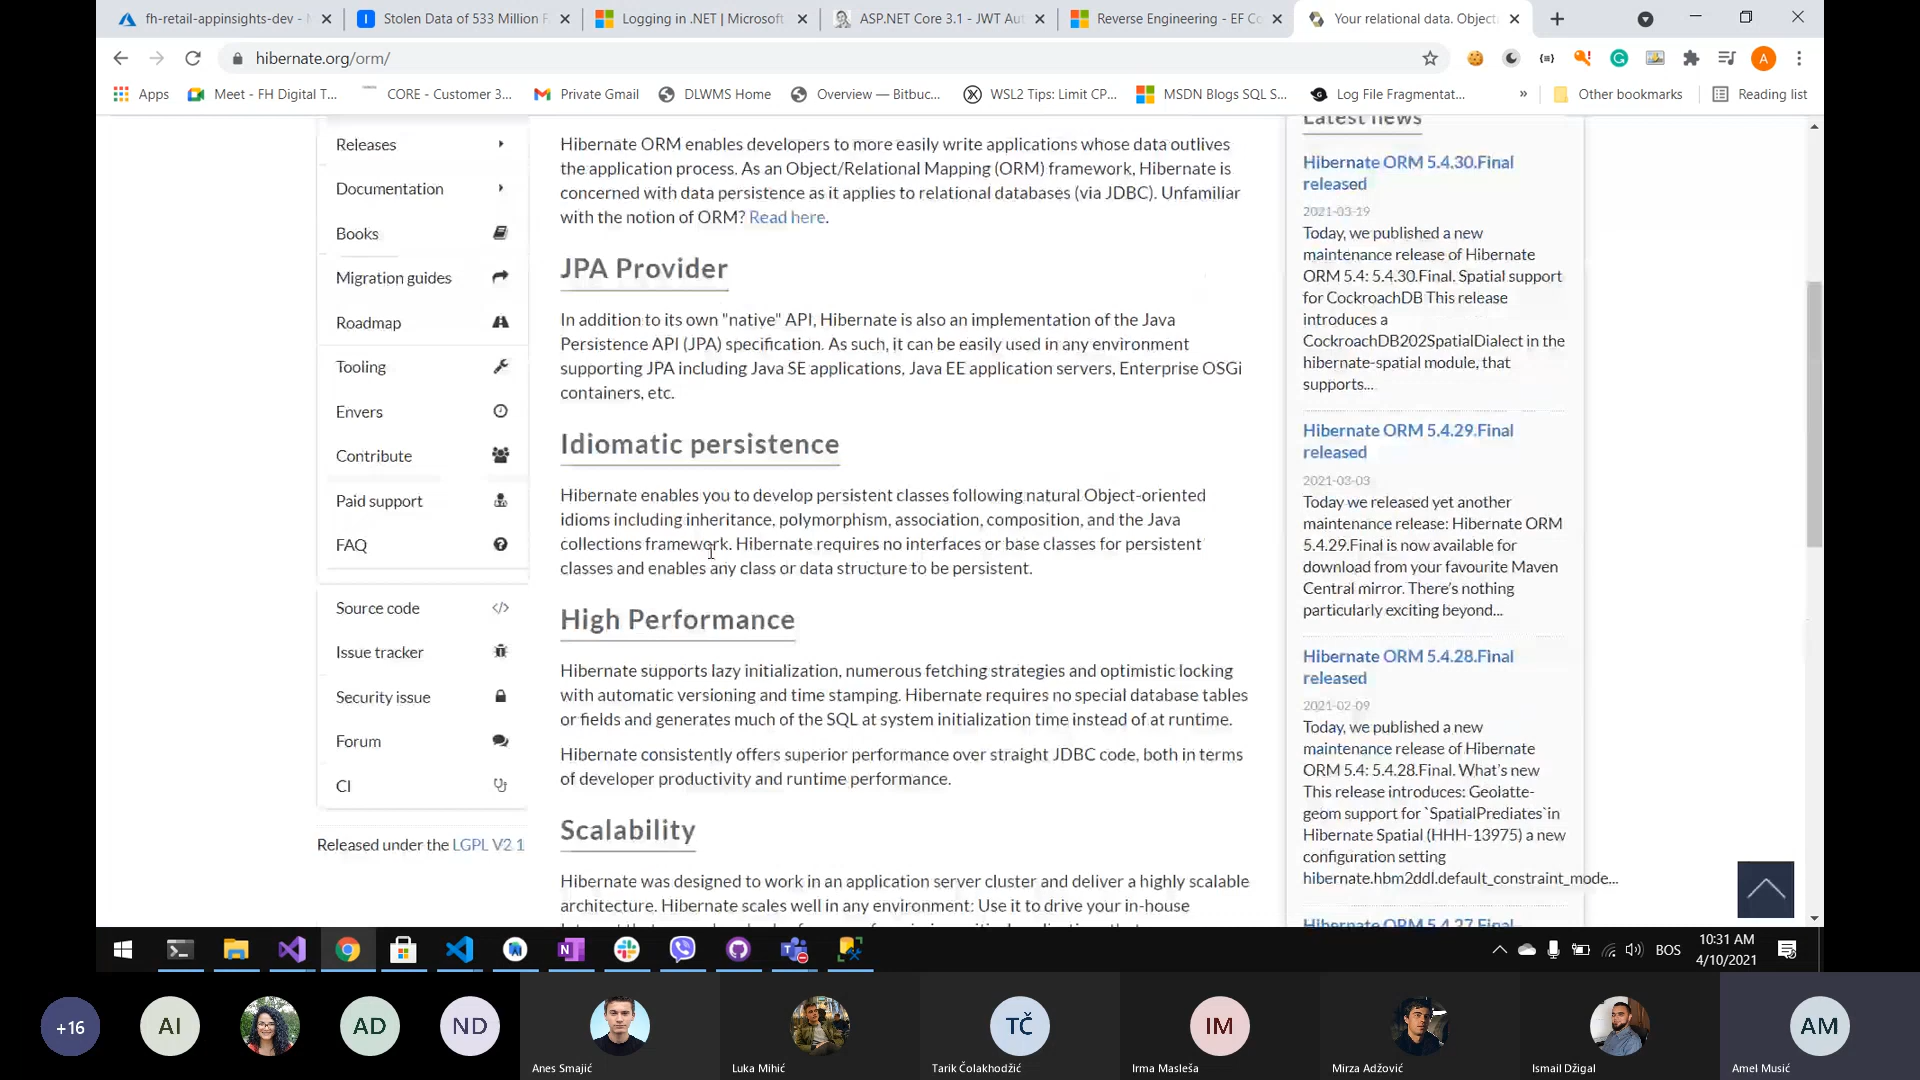 fh-retail-appinsights-dev -
Stolen Data of 533 Million F
Logging in .NET | Microsoft
ASP.NET Core 3.1 - JWT Aut
Reverse Engineering - EF Co
Your relational data. Object
hibernate.org/orm/
A
Apps
Meet - FH Digital T...
CORE - Customer 3...
Private Gmail
DLWMS Home
Overview — Bitbuc...
WSL2 Tips: Limit CP...
MSDN Blogs SQL S...
Log File Fragmentat...
»
Other bookmarks
Reading list
Releases
Documentation
Books
Migration guides
Roadmap
Tooling
Envers
Contribute
Paid support
FAQ
Source code
Issue tracker
Security issue
Forum
CI
Released under the LGPL V2.1
Hibernate ORM enables developers to more easily write applications whose data outlives
the application process. As an Object/Relational Mapping (ORM) framework, Hibernate is
concerned with data persistence as it applies to relational databases (via JDBC). Unfamiliar
with the notion of ORM? Read here.
JPA Provider
In addition to its own "native" API, Hibernate is also an implementation of the Java
Persistence API (JPA) specification. As such, it can be easily used in any environment
supporting JPA including Java SE applications, Java EE application servers, Enterprise OSGi
containers, etc.
Idiomatic persistence
Hibernate enables you to develop persistent classes following natural Object-oriented
idioms including inheritance, polymorphism, association, composition, and the Java
collections framework. Hibernate requires no interfaces or base classes for persistent
classes and enables any class or data structure to be persistent.
High Performance
Hibernate supports lazy initialization, numerous fetching strategies and optimistic locking
with automatic versioning and time stamping. Hibernate requires no special database tables
or fields and generates much of the SQL at system initialization time instead of at runtime.
Hibernate consistently offers superior performance over straight JDBC code, both in terms
of developer productivity and runtime performance.
Scalability
Hibernate was designed to work in an application server cluster and deliver a highly scalable
architecture. Hibernate scales well in any environment: Use it to drive your in-house
Latest news
Hibernate ORM 5.4.30.Final
released
2021-03-19
Today, we published a new
maintenance release of Hibernate
ORM 5.4: 5.4.30.Final. Spatial support
for CockroachDB This release
introduces a
CockroachDB202SpatialDialect in the
hibernate-spatial module, that
supports...
Hibernate ORM 5.4.29.Final
released
2021-03-03
Today we released yet another
maintenance release: Hibernate ORM
5.4.29.Final is now available for
download from your favourite Maven
Central mirror. There's nothing
particularly exciting beyond...
Hibernate ORM 5.4.28.Final
released
2021-02-09
Today, we published a new
maintenance release of Hibernate
ORM 5.4: 5.4.28.Final. What's new
This release introduces: Geolatte-
geom support for `SpatialPrediates`in
Hibernate Spatial (HHH-13975) a new
configuration setting
hibernate.hbm2ddl.default_constraint_mode...
Hibernate ORM 5.4.27.Final
BOS
10:31 AM
4/10/2021
+16
AI
AD
ND
Anes Smajić
Luka Mihić
TČ
Tarik Čolakhodžić
IM
Irma Masleša
Mirza Adžović
Ismail Džigal
AM
Amel Musić